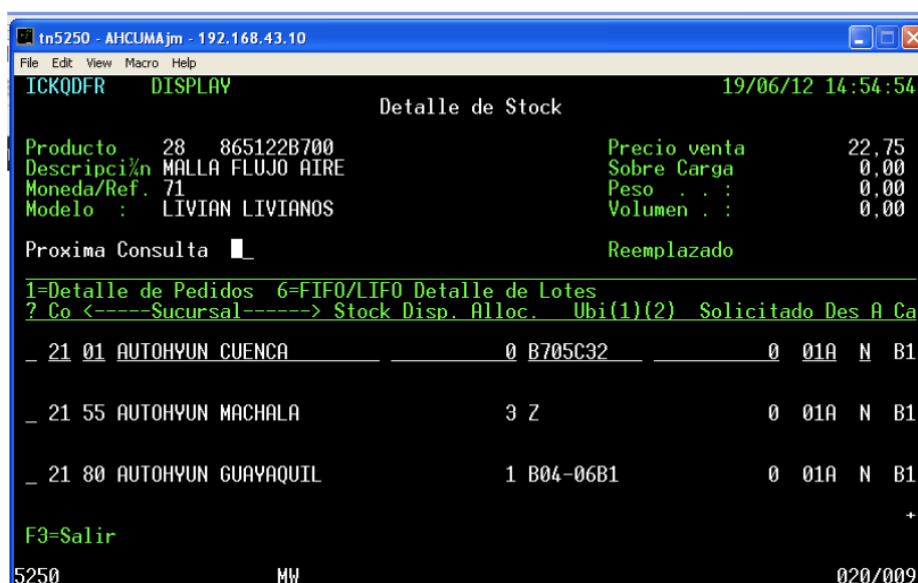 tn5250 - AHCUMAjm - 192.168.43.10
File Edit View Macro Help
ICKQDFR DISPLAY 19/06/12 14:54:54
Detalle de Stock
Producto 28 865122B700 Precio venta 22,75
Descripci¾n MALLA FLUJO AIRE Sobre Carga 0,00
Moneda/Ref. 71 Peso . . : 0,00
Modelo : LIVIAN LIVIANOS Volumen . : 0,00
Proxima Consulta _ Reemplazado
1=Detalle de Pedidos 6=FIFO/LIFO Detalle de Lotes
? Co <-----Sucursal------> Stock Disp. Alloc. Ubi(1)(2) Solicitado Des A Ca
_ 21 01 AUTOHYUN CUENCA 0 B705C32 0 01A N B1
_ 21 55 AUTOHYUN MACHALA 3 Z 0 01A N B1
_ 21 80 AUTOHYUN GUAYAQUIL 1 B04-06B1 0 01A N B1
+
F3=Salir
5250 MW 020/009